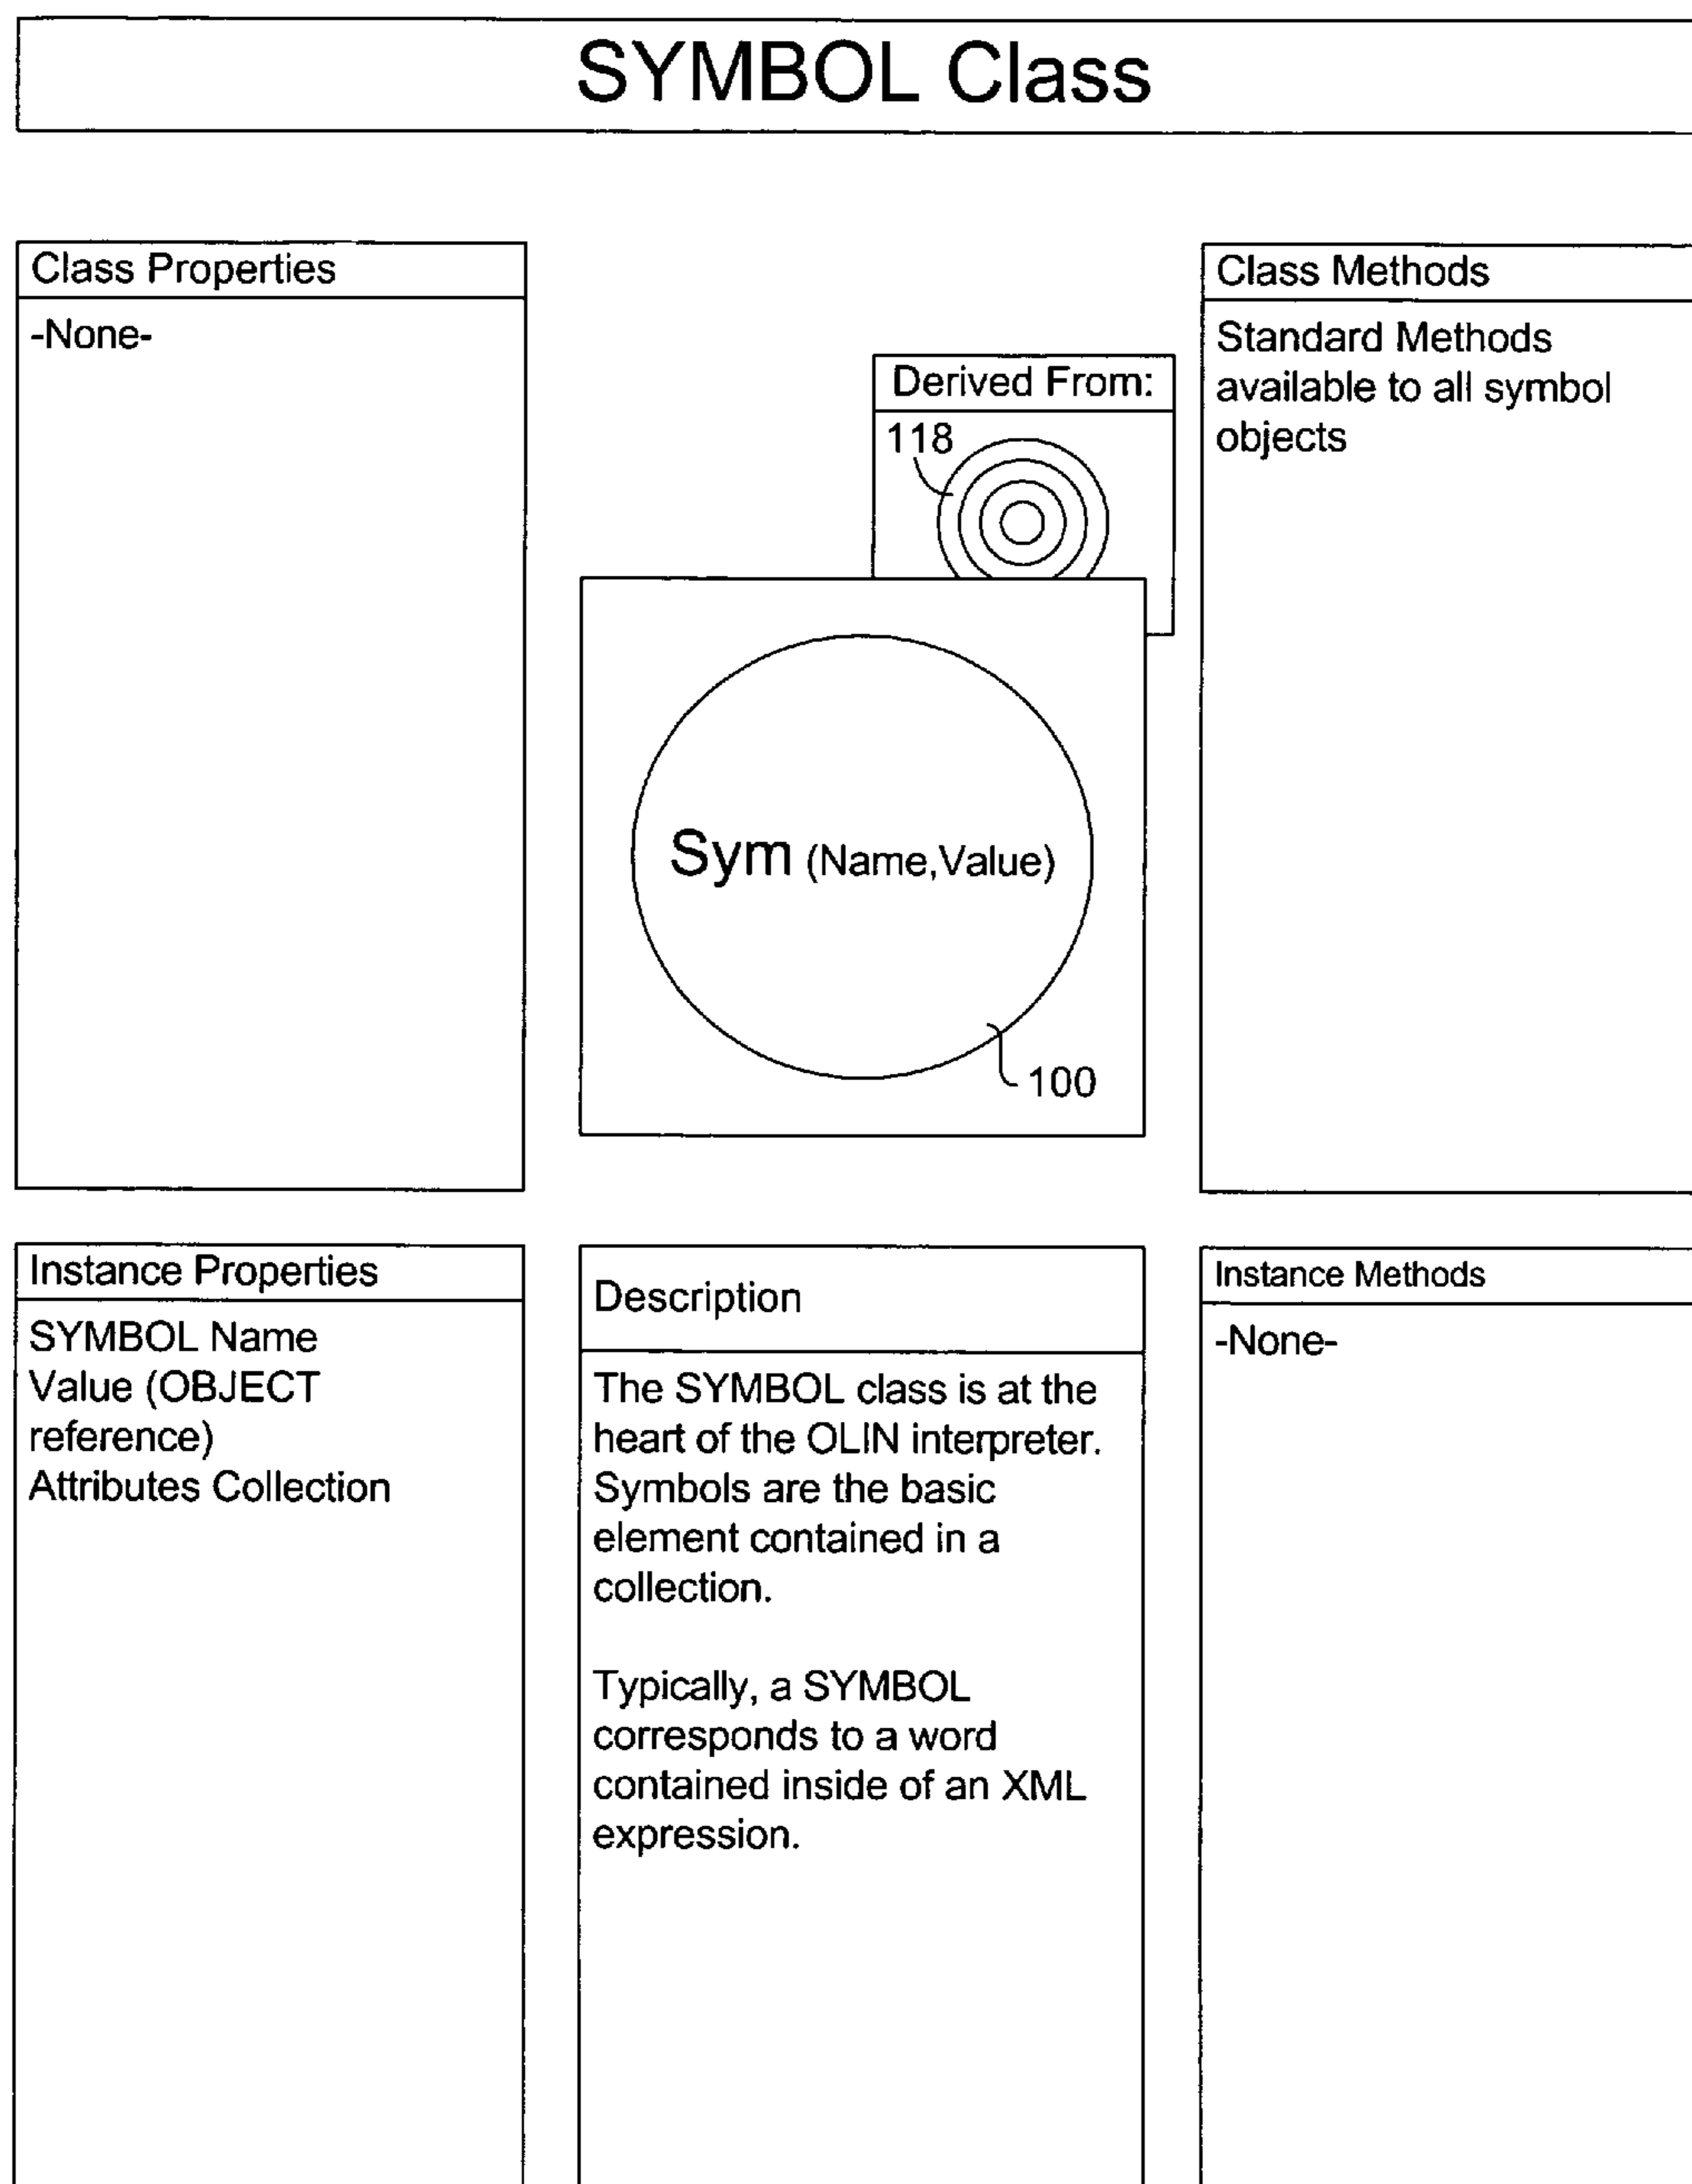 SYMBOL Class
Class Properties
-None-
Derived From:
118
Class Methods
Standard Methods
available to all symbol
objects
Sym (Name,Value)
100
Instance Properties
SYMBOL Name
Value (OBJECT
reference)
Attributes Collection
Description
The SYMBOL class is at the
heart of the OLIN interpreter.
Symbols are the basic
element contained in a
collection.
Typically, a SYMBOL
corresponds to a word
contained inside of an XML
expression.
Instance Methods
-None-